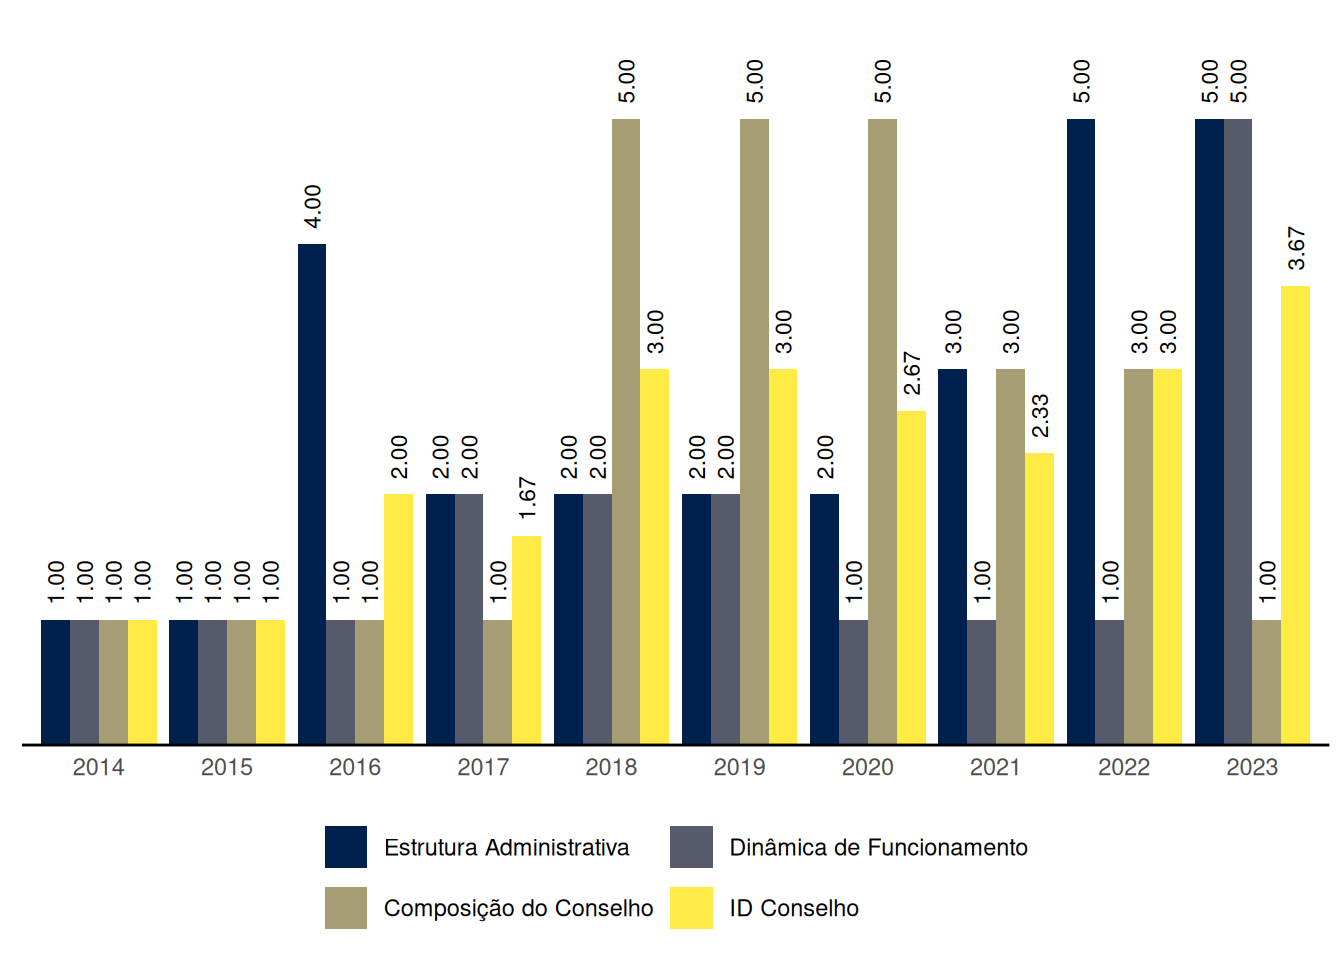 1.00 1.00 1.00 1.00
1.00 1.00 1.00 1.00
4.00 1.00 1.00 2.00
2.00 2.00 1.00 1.67
2.00 2.00 5.00 3.00
2.00 2.00 5.00 3.00
2.00 1.00 5.00 2.67
3.00 1.00 3.00 2.33
5.00 1.00 3.00 3.00
5.00 5.00 1.00 3.67
2014 2015 2016 2017 2018 2019 2020 2021 2022 2023
Estrutura Administrativa Dinâmica de Funcionamento
Composição do Conselho ID Conselho